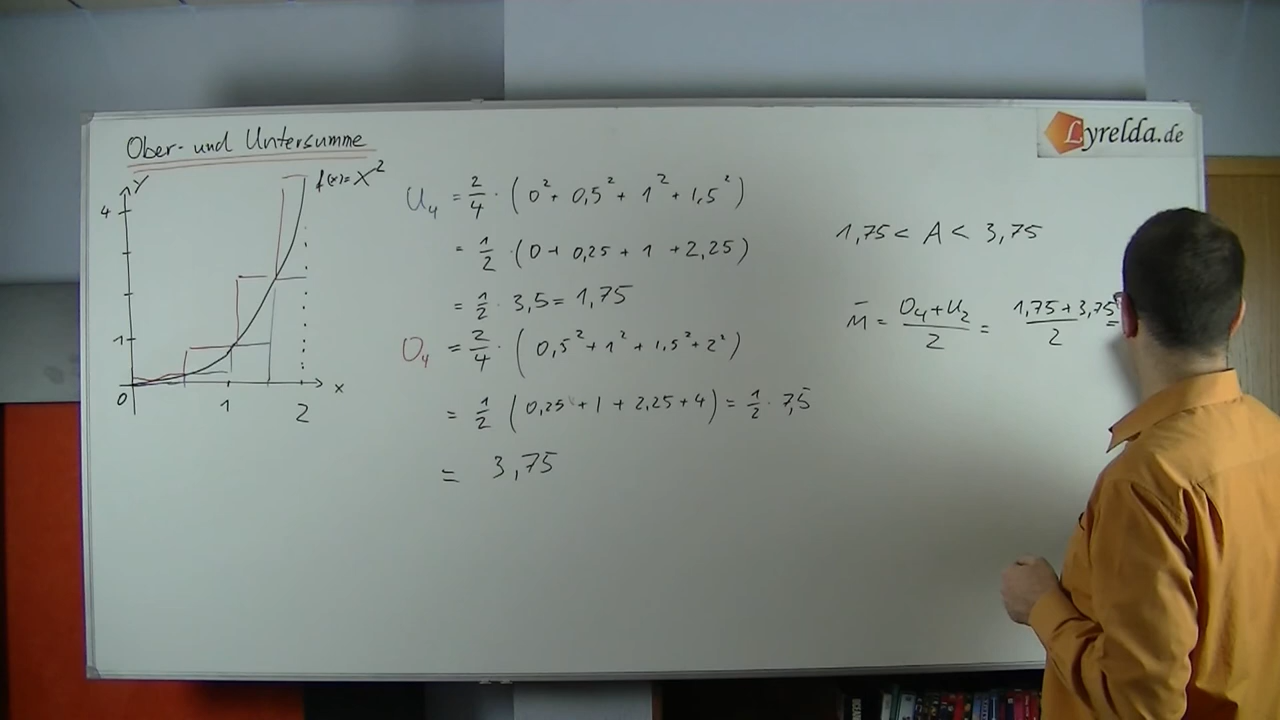 Lyrelda.de
Ober- und Untersumme
y
f(x)=x²
4
1
0
1
2
x
U₄ = 2/4 · (0² + 0,5² + 1² + 1,5²)
= 1/2 · (0 + 0,25 + 1 + 2,25)
= 1/2 · 3,5 = 1,75
O₄ = 2/4 · (0,5² + 1² + 1,5² + 2²)
= 1/2 (0,25 + 1 + 2,25 + 4) = 1/2 · 7,5
= 3,75
1,75 < A < 3,75
M̄ = (O₄ + U₂)/2 = (1,75 + 3,75)/2 =